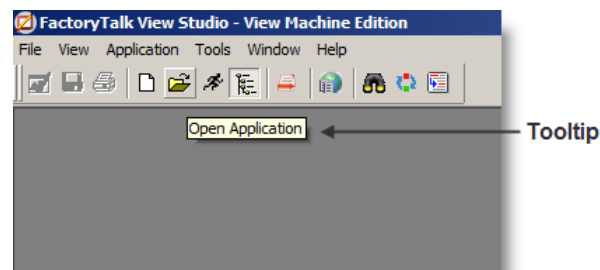 FactoryTalk View Studio - View Machine Edition
File View Application Tools Window Help
Open Application
Tooltip